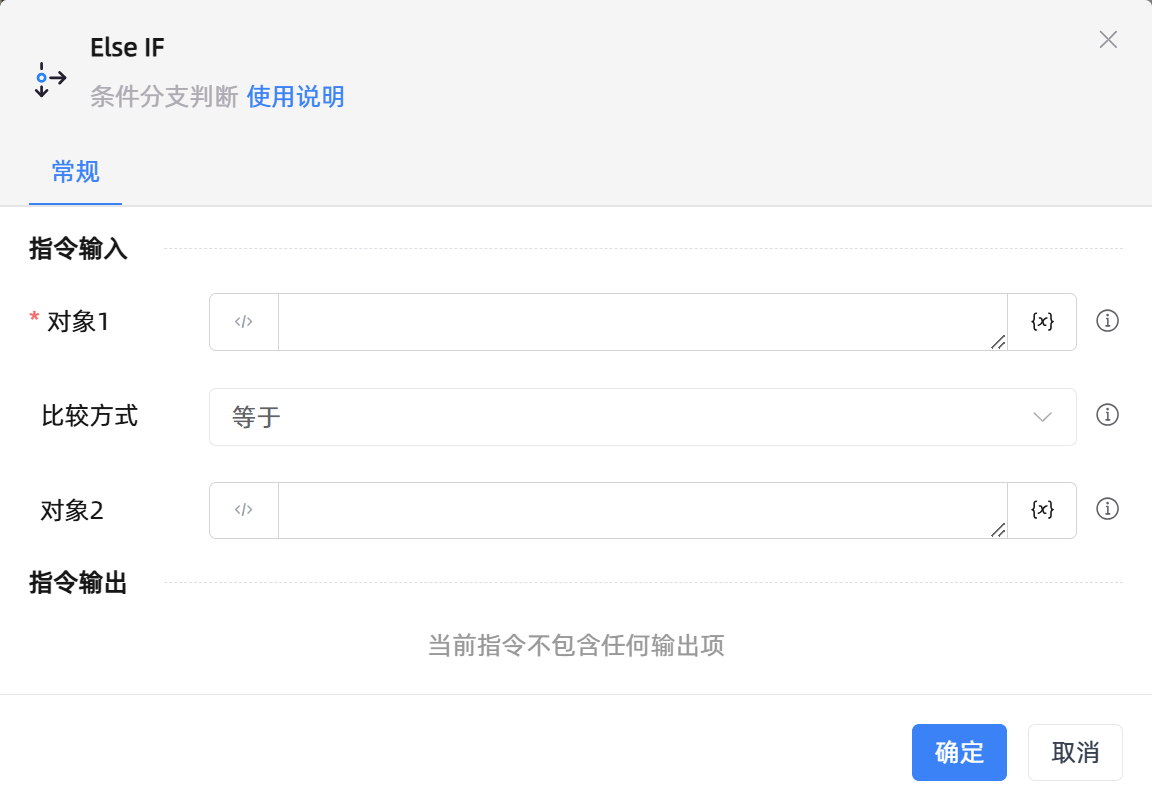 Else IF
条件分支判断 使用说明
常规
指令输入
* 对象1
</>
{x}
比较方式
等于
对象2
</>
{x}
指令输出
当前指令不包含任何输出项
确定
取消